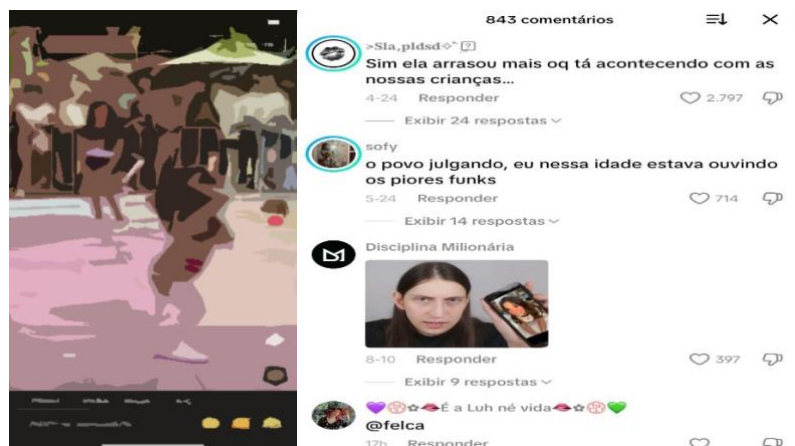 843 comentários
>Sla,pldsd✧˜ [?]
Sim ela arrasou mais oq tá acontecendo com as
nossas crianças...
4-24 Responder 2.797
Exibir 24 respostas
sofy
o povo julgando, eu nessa idade estava ouvindo
os piores funks
5-24 Responder 714
Exibir 14 respostas
Disciplina Milionária
8-10 Responder 397
Exibir 9 respostas
É a Luh né vida
@felca
17h Responder